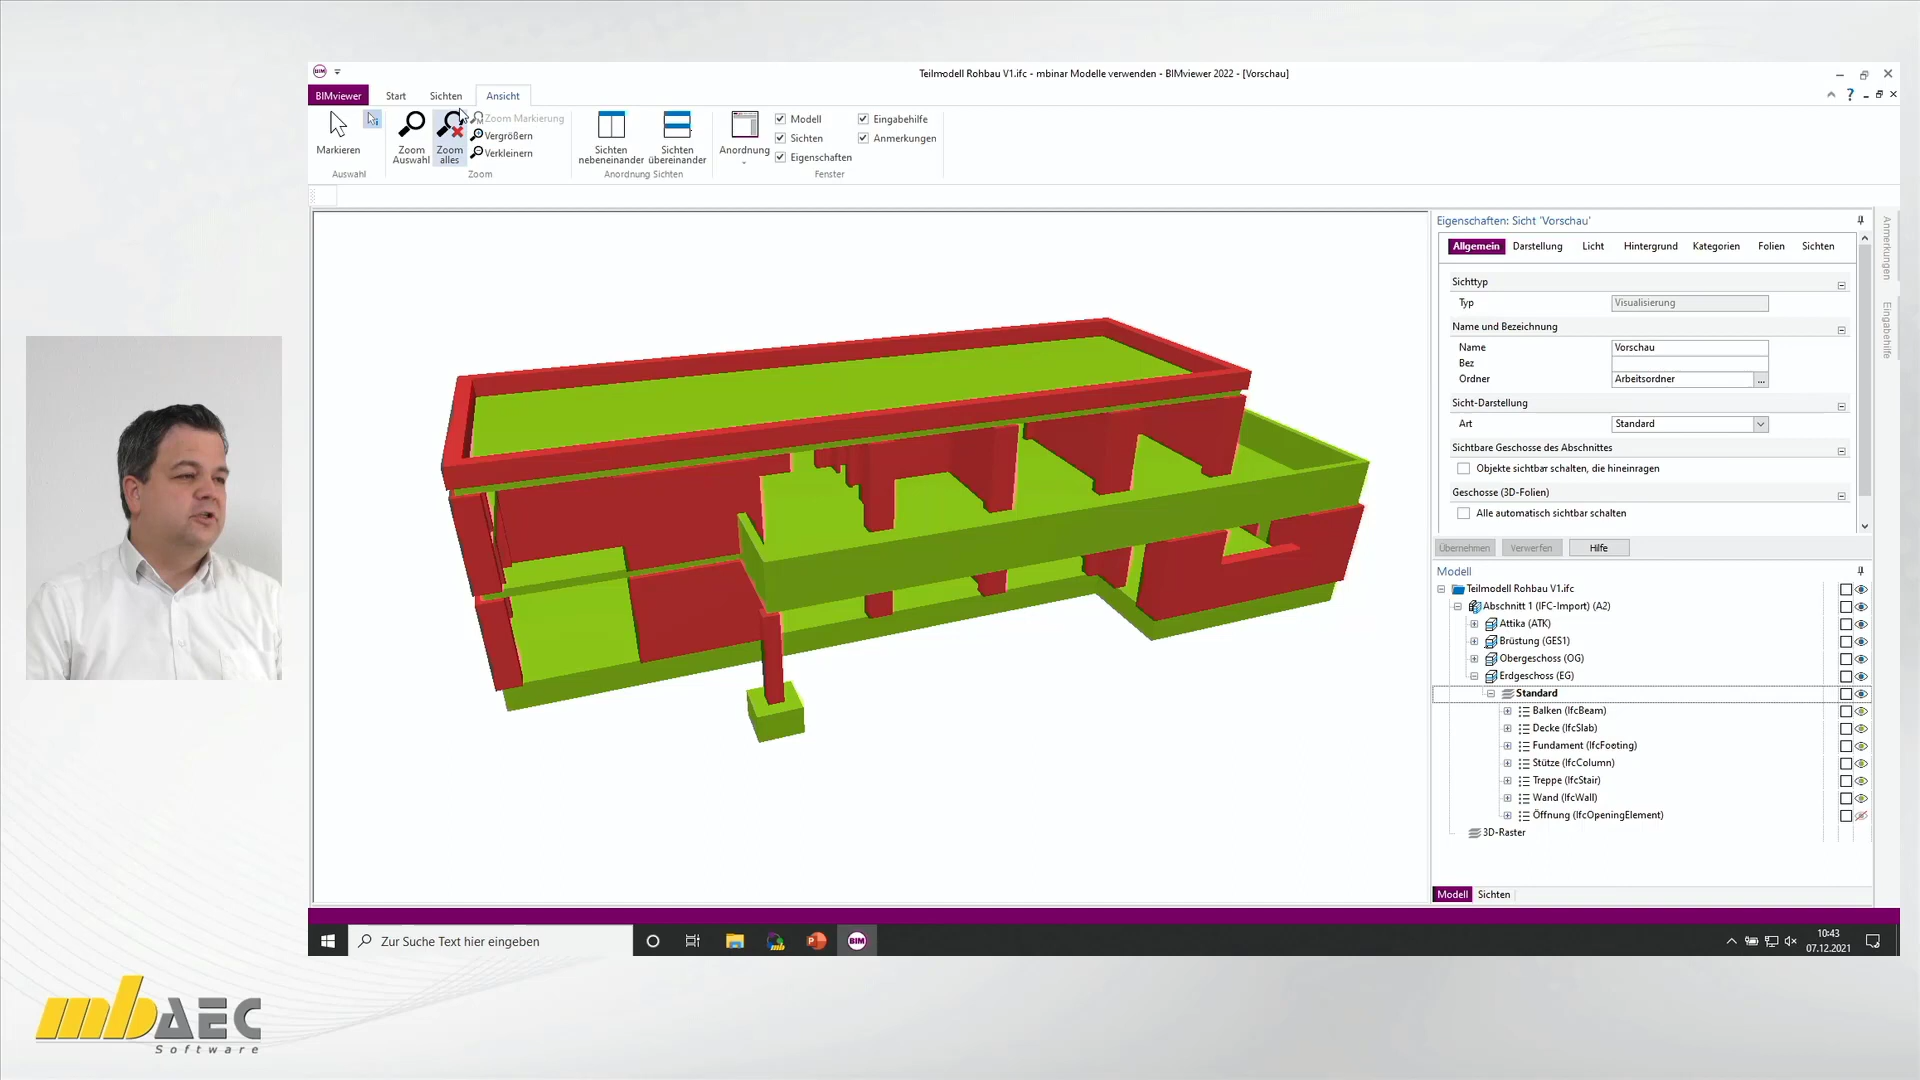 BIM
Teilmodell Rohbau V1.ifc - mbinar Modelle verwenden - BIMviewer 2022 - [Vorschau]
BIMviewer Start Sichten Ansicht
Markieren
Zoom Auswahl
Zoom alles
Zoom Markierung
Vergrößern
Verkleinern
Sichten nebeneinander
Sichten übereinander
Anordnung
Modell
Sichten
Eigenschaften
Eingabehilfe
Anmerkungen
Auswahl Zoom Anordnung Sichten Fenster
Eigenschaften: Sicht 'Vorschau'
Allgemein Darstellung Licht Hintergrund Kategorien Folien Sichten
Sichttyp
Typ Visualisierung
Name und Bezeichnung
Name Vorschau
Bez
Ordner Arbeitsordner ...
Sicht-Darstellung
Art Standard
Sichtbare Geschosse des Abschnittes
Objekte sichtbar schalten, die hineinragen
Geschosse (3D-Folien)
Alle automatisch sichtbar schalten
Übernehmen Verwerfen Hilfe
Anmerkungen
Eingabehilfe
Modell
Teilmodell Rohbau V1.ifc
Abschnitt 1 (IFC-Import) (A2)
Attika (ATK)
Brüstung (GES1)
Obergeschoss (OG)
Erdgeschoss (EG)
Standard
Balken (IfcBeam)
Decke (IfcSlab)
Fundament (IfcFooting)
Stütze (IfcColumn)
Treppe (IfcStair)
Wand (IfcWall)
Öffnung (IfcOpeningElement)
3D-Raster
Modell Sichten
Zur Suche Text hier eingeben
BIM
10:43
07.12.2021
mbAEC
Software